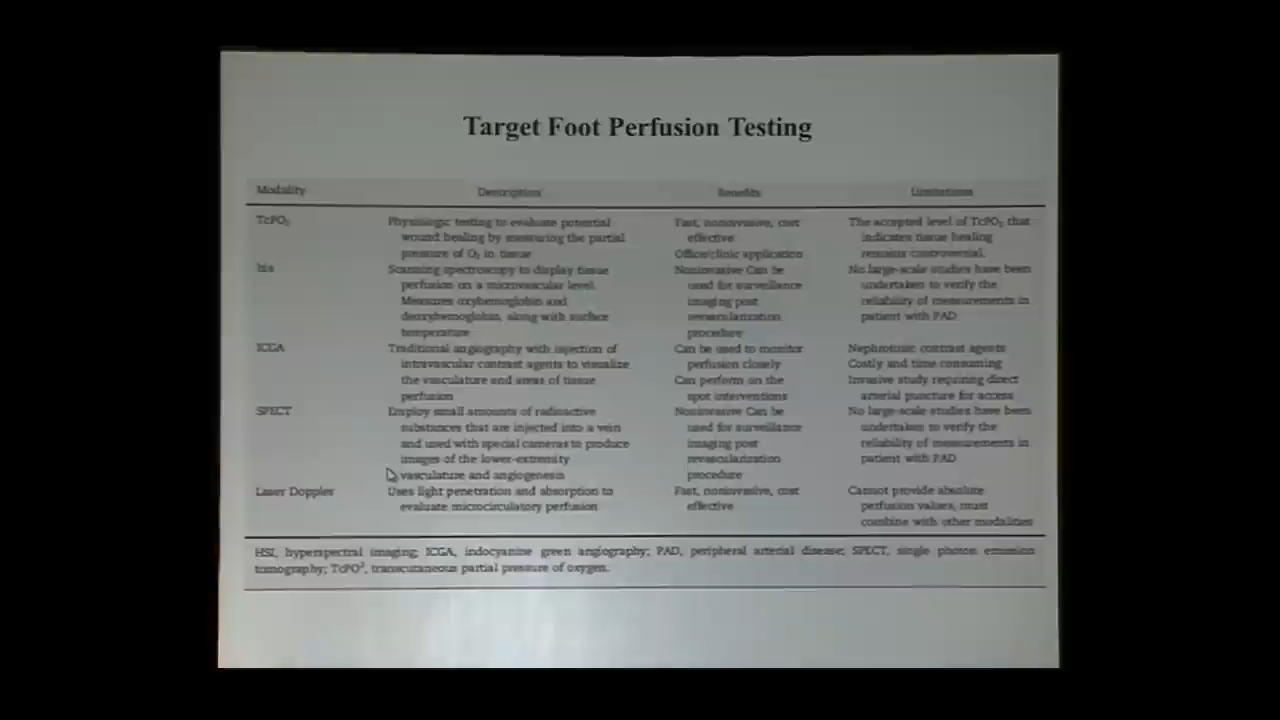 Target Foot Perfusion Testing
Modality Description Benefits Limitations
TcPO₂ Physiologic testing to evaluate potential Fast, noninvasive, cost The accepted level of TcPO₂ that
wound healing by measuring the partial effective indicates tissue healing
pressure of O₂ in tissue Office/clinic application remains controversial.
Scanning spectroscopy to display tissue Noninvasive Can be No large-scale studies have been
perfusion on a microvascular level. used for surveillance undertaken to verify the
Measures oxyhemoglobin and imaging post reliability of measurements in
deoxyhemoglobin, along with surface revascularization patient with PAD
temperature procedure
ICGA Traditional angiography with injection of Can be used to monitor Nephrotoxic contrast agents
intravascular contrast agents to visualize perfusion closely Costly and time consuming
the vasculature and areas of tissue Can perform on the Invasive study requiring direct
perfusion spot interventions arterial puncture for access
SPECT Employ small amounts of radioactive Noninvasive Can be No large-scale studies have been
substances that are injected into a vein used for surveillance undertaken to verify the
and used with special cameras to produce imaging post reliability of measurements in
images of the lower-extremity revascularization patient with PAD
vasculature and angiogenesis procedure
Laser Doppler Uses light penetration and absorption to Fast, noninvasive, cost Cannot provide absolute
evaluate microcirculatory perfusion effective perfusion values, must
combine with other modalities
HSI, hyperspectral imaging; ICGA, indocyanine green angiography; PAD, peripheral arterial disease; SPECT, single photon emission
tomography; TcPO², transcutaneous partial pressure of oxygen.